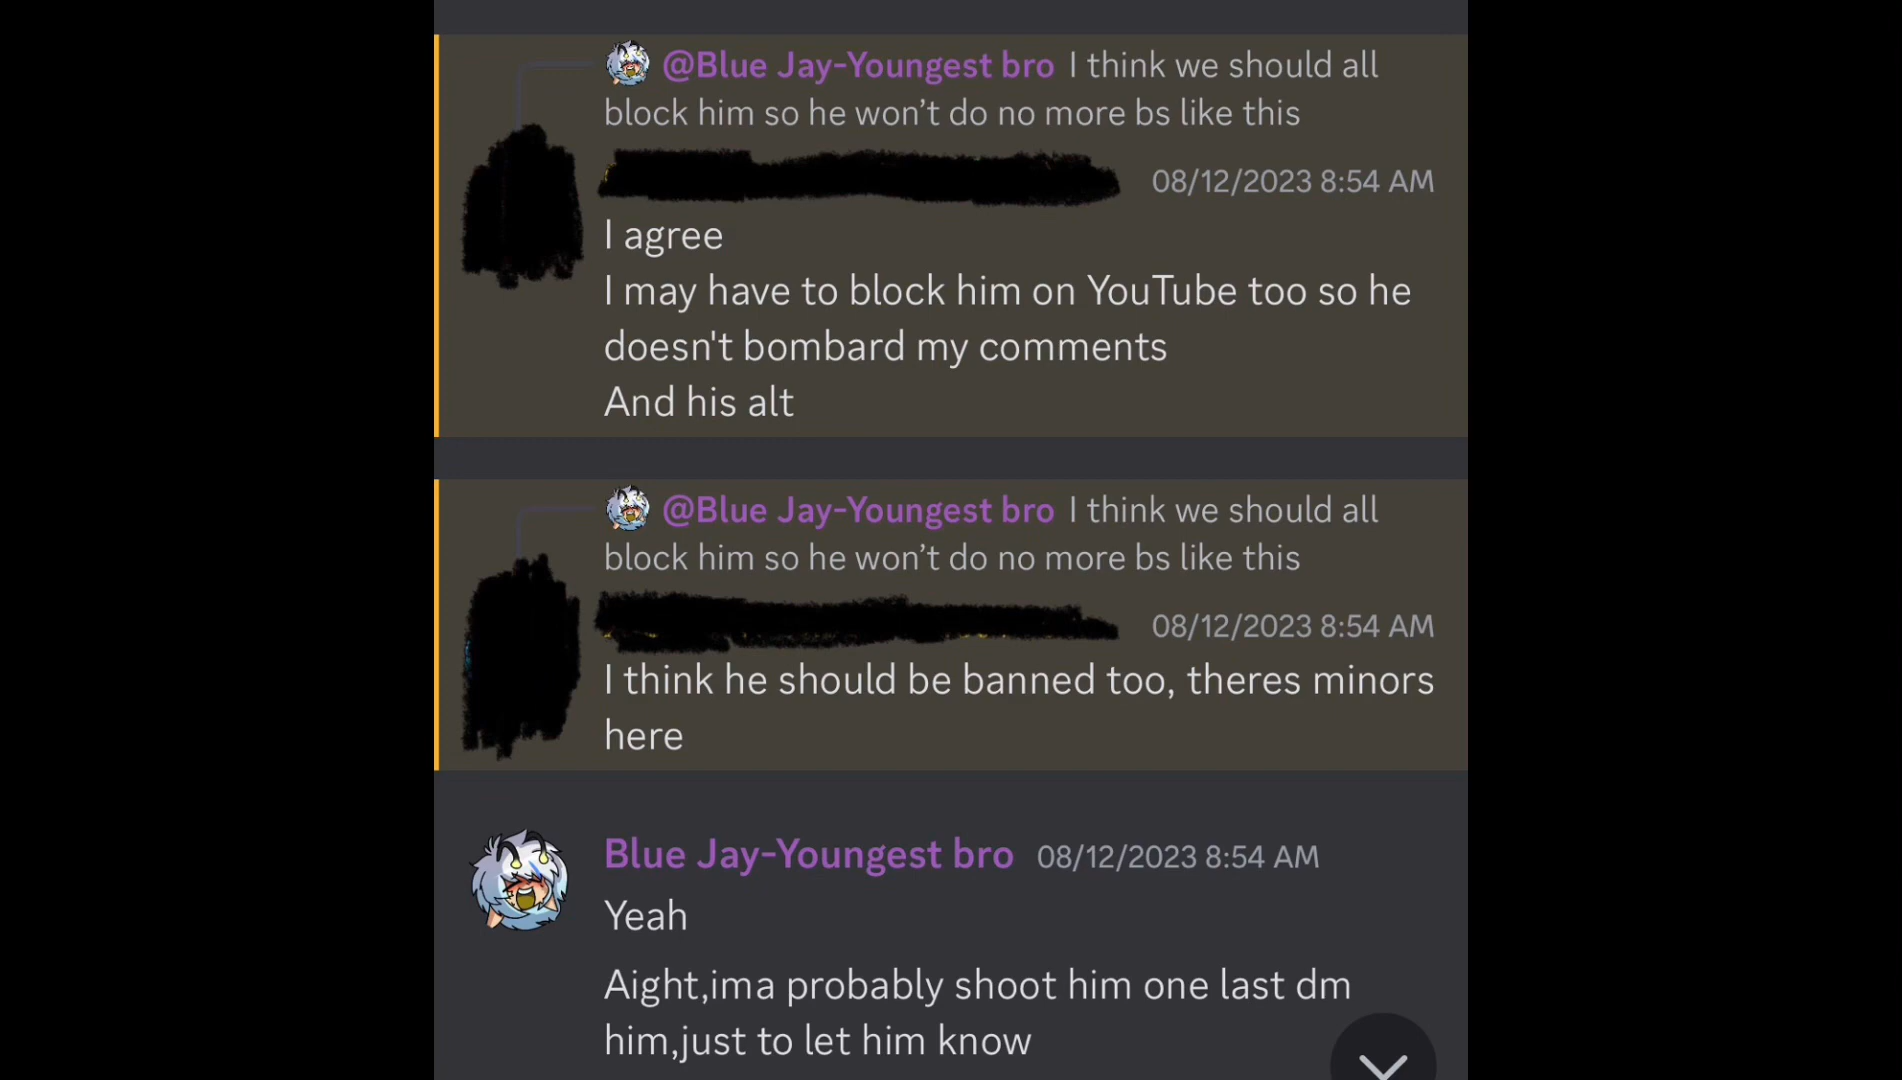 @Blue Jay-Youngest bro I think we should all
block him so he won’t do no more bs like this
08/12/2023 8:54 AM
I agree
I may have to block him on YouTube too so he
doesn't bombard my comments
And his alt
@Blue Jay-Youngest bro I think we should all
block him so he won’t do no more bs like this
08/12/2023 8:54 AM
I think he should be banned too, theres minors
here
Blue Jay-Youngest bro 08/12/2023 8:54 AM
Yeah
Aight,ima probably shoot him one last dm
him,just to let him know